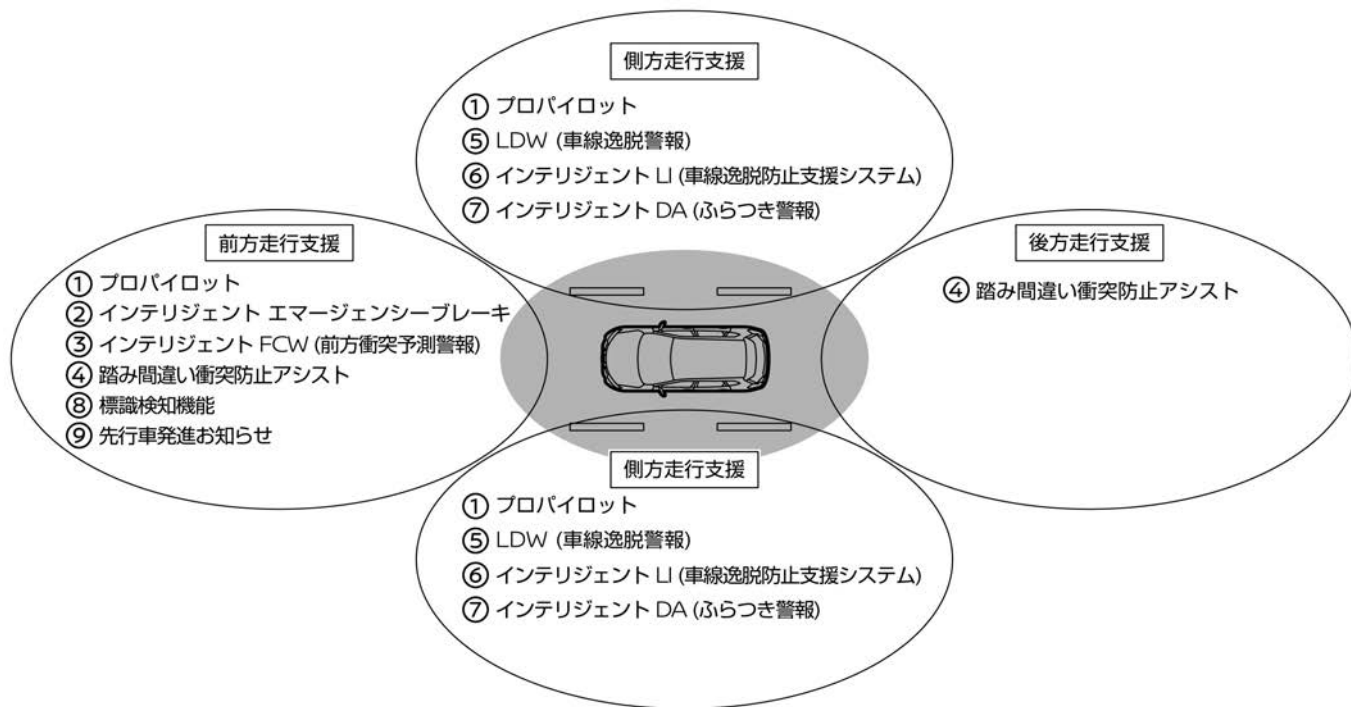 側方走行支援
① プロパイロット
⑤ LDW (車線逸脱警報)
⑥ インテリジェント LI (車線逸脱防止支援システム)
⑦ インテリジェント DA (ふらつき警報)
前方走行支援
① プロパイロット
② インテリジェント エマージェンシーブレーキ
③ インテリジェント FCW (前方衝突予測警報)
④ 踏み間違い衝突防止アシスト
⑧ 標識検知機能
⑨ 先行車発進お知らせ
後方走行支援
④ 踏み間違い衝突防止アシスト
側方走行支援
① プロパイロット
⑤ LDW (車線逸脱警報)
⑥ インテリジェント LI (車線逸脱防止支援システム)
⑦ インテリジェント DA (ふらつき警報)